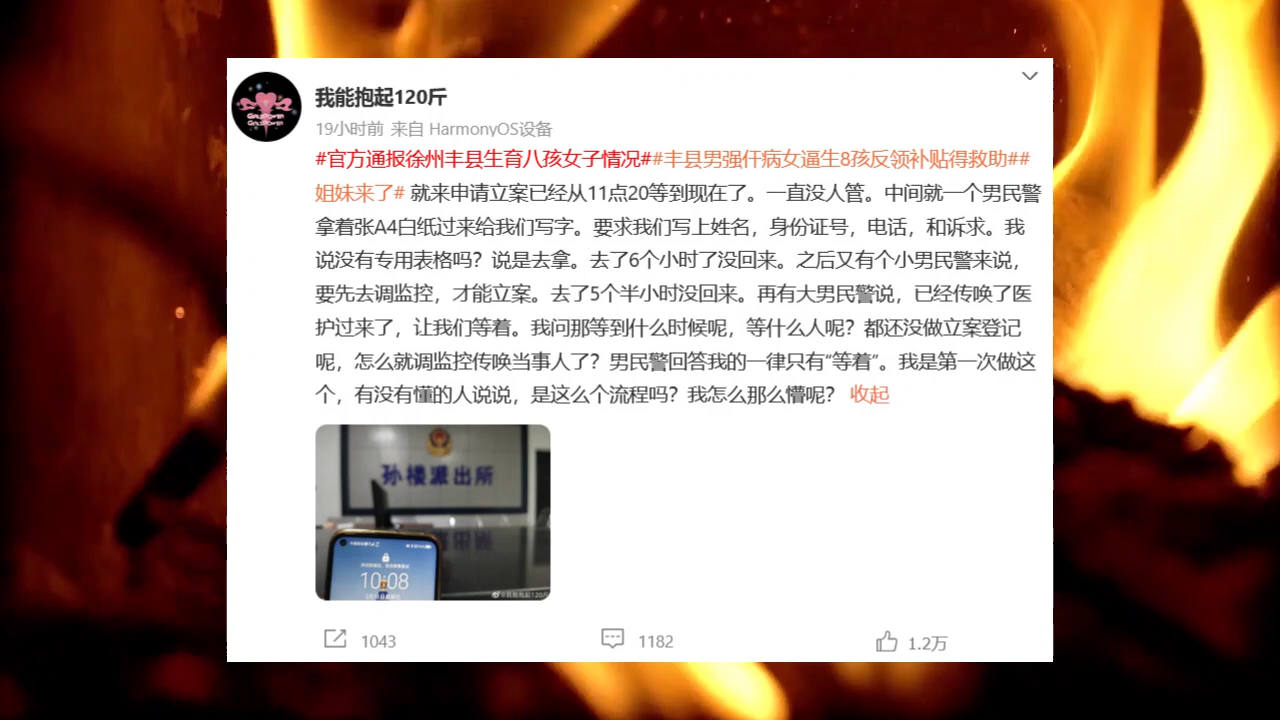 我能抱起120斤
19小时前 来自 HarmonyOS设备
#官方通报徐州丰县生育八孩女子情况##丰县男强仟病女逼生8孩反领补贴得救助##
姐妹来了# 就来申请立案已经从11点20等到现在了。一直没人管。中间就一个男民警
拿着张A4白纸过来给我们写字。要求我们写上姓名，身份证号，电话，和诉求。我
说没有专用表格吗？说是去拿。去了6个小时了没回来。之后又有个小男民警来说，
要先去调监控，才能立案。去了5个半小时没回来。再有大男民警说，已经传唤了医
护过来了，让我们等着。我问那等到什么时候呢，等什么人呢？都还没做立案登记
呢，怎么就调监控传唤当事人了？男民警回答我的一律只有“等着”。我是第一次做这
个，有没有懂的人说说，是这么个流程吗？我怎么那么懵呢？ 收起
孙楼派出所
10:08
@我能抱起120斤
1043
1182
1.2万